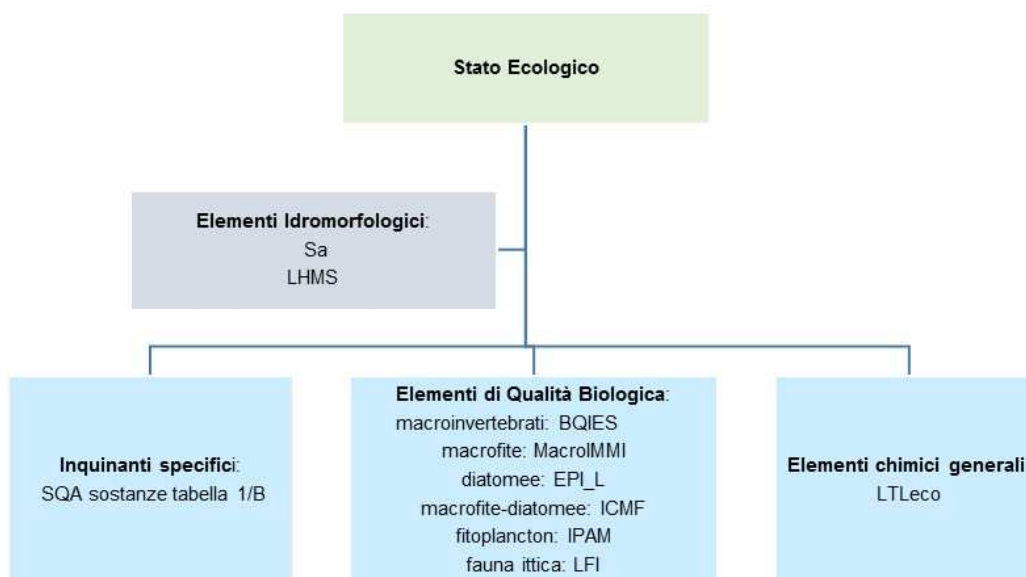 Stato Ecologico
Elementi Idromorfologici:
Sa
LHMS
Inquinanti specifici:
SQA sostanze tabella 1/B
Elementi di Qualità Biologica:
macroinvertebrati: BQIES
macrofite: MacroIMMI
diatomee: EPI_L
macrofite-diatomee: ICMF
fitoplancton: IPAM
fauna ittica: LFI
Elementi chimici generali
LTLeco